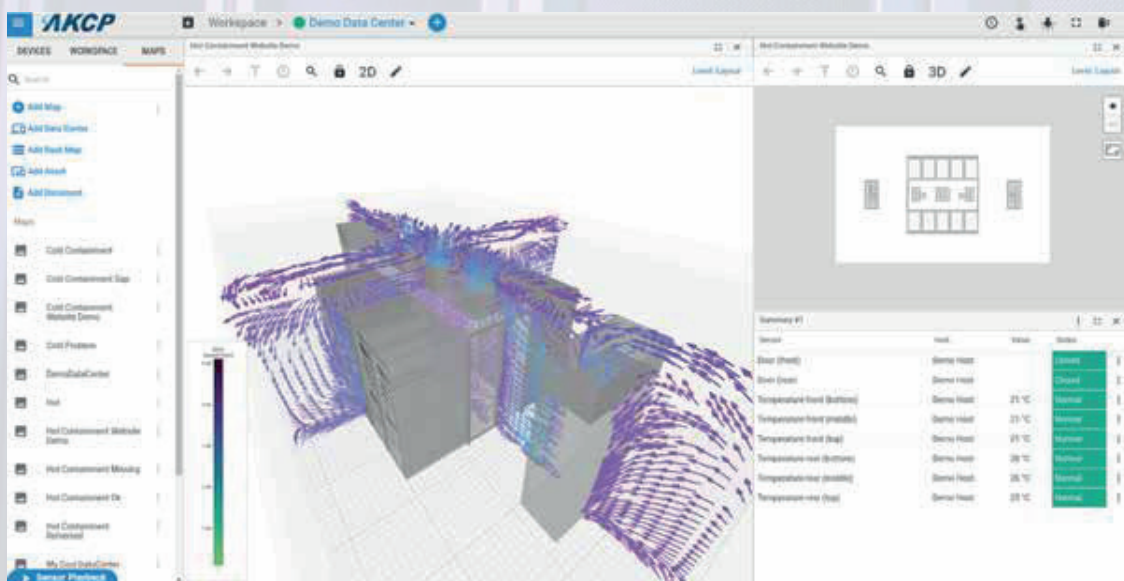 AKCP
Workspace > Demo Data Center
DEVICES WORKSPACE MAPS
Search
Add Map
Add Data Center
Add Rack Map
Add Asset
Add Document
Maps
Cold Containment
Cold Containment Gap
Cold Containment
Website Demo
Cold Problem
DemoDataCenter
Hot
Hot Containment Website
Demo
Hot Containment Missing
Hot Containment Ok
Hot Containment
My Cool DataCenter
Sensor Playback
Hot Containment Website Demo
2D
Level Layout
Hot Containment Website Demo
3D
Level Layout
Summary #1
Sensor Host Value Status
Door (front) Demo Host Closed
Door (rear) Demo Host Closed
Temperature front (bottom) Demo Host 21 °C Normal
Temperature front (middle) Demo Host 21 °C Normal
Temperature front (top) Demo Host 21 °C Normal
Temperature rear (bottom) Demo Host Normal
Temperature rear (middle) Demo Host Normal
Temperature rear (top) Demo Host Normal